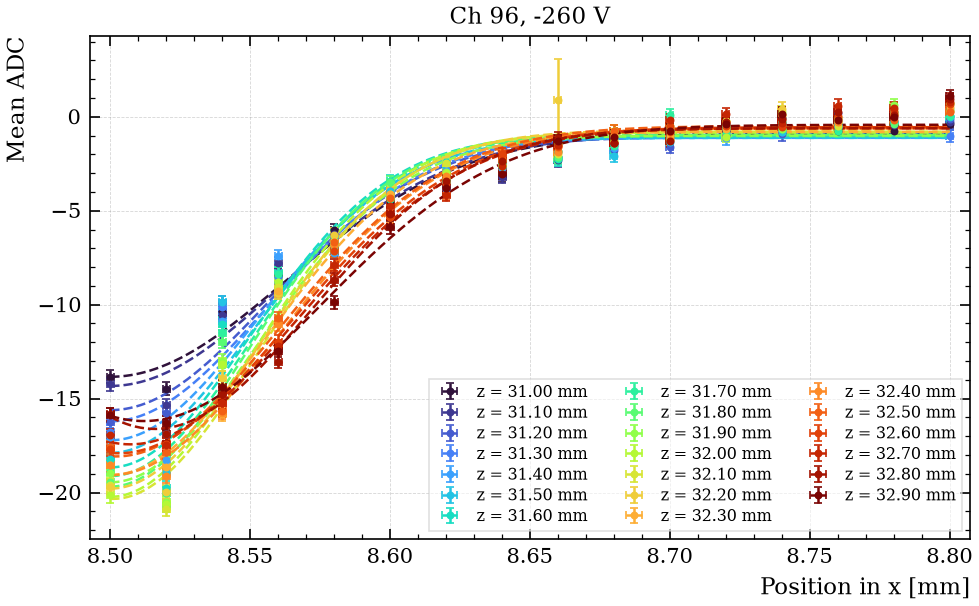 Ch 96, -260 V
Mean ADC
0
−5
−10
−15
−20
z = 31.00 mm
z = 31.10 mm
z = 31.20 mm
z = 31.30 mm
z = 31.40 mm
z = 31.50 mm
z = 31.60 mm
z = 31.70 mm
z = 31.80 mm
z = 31.90 mm
z = 32.00 mm
z = 32.10 mm
z = 32.20 mm
z = 32.30 mm
z = 32.40 mm
z = 32.50 mm
z = 32.60 mm
z = 32.70 mm
z = 32.80 mm
z = 32.90 mm
8.50 8.55 8.60 8.65 8.70 8.75 8.80
Position in x [mm]